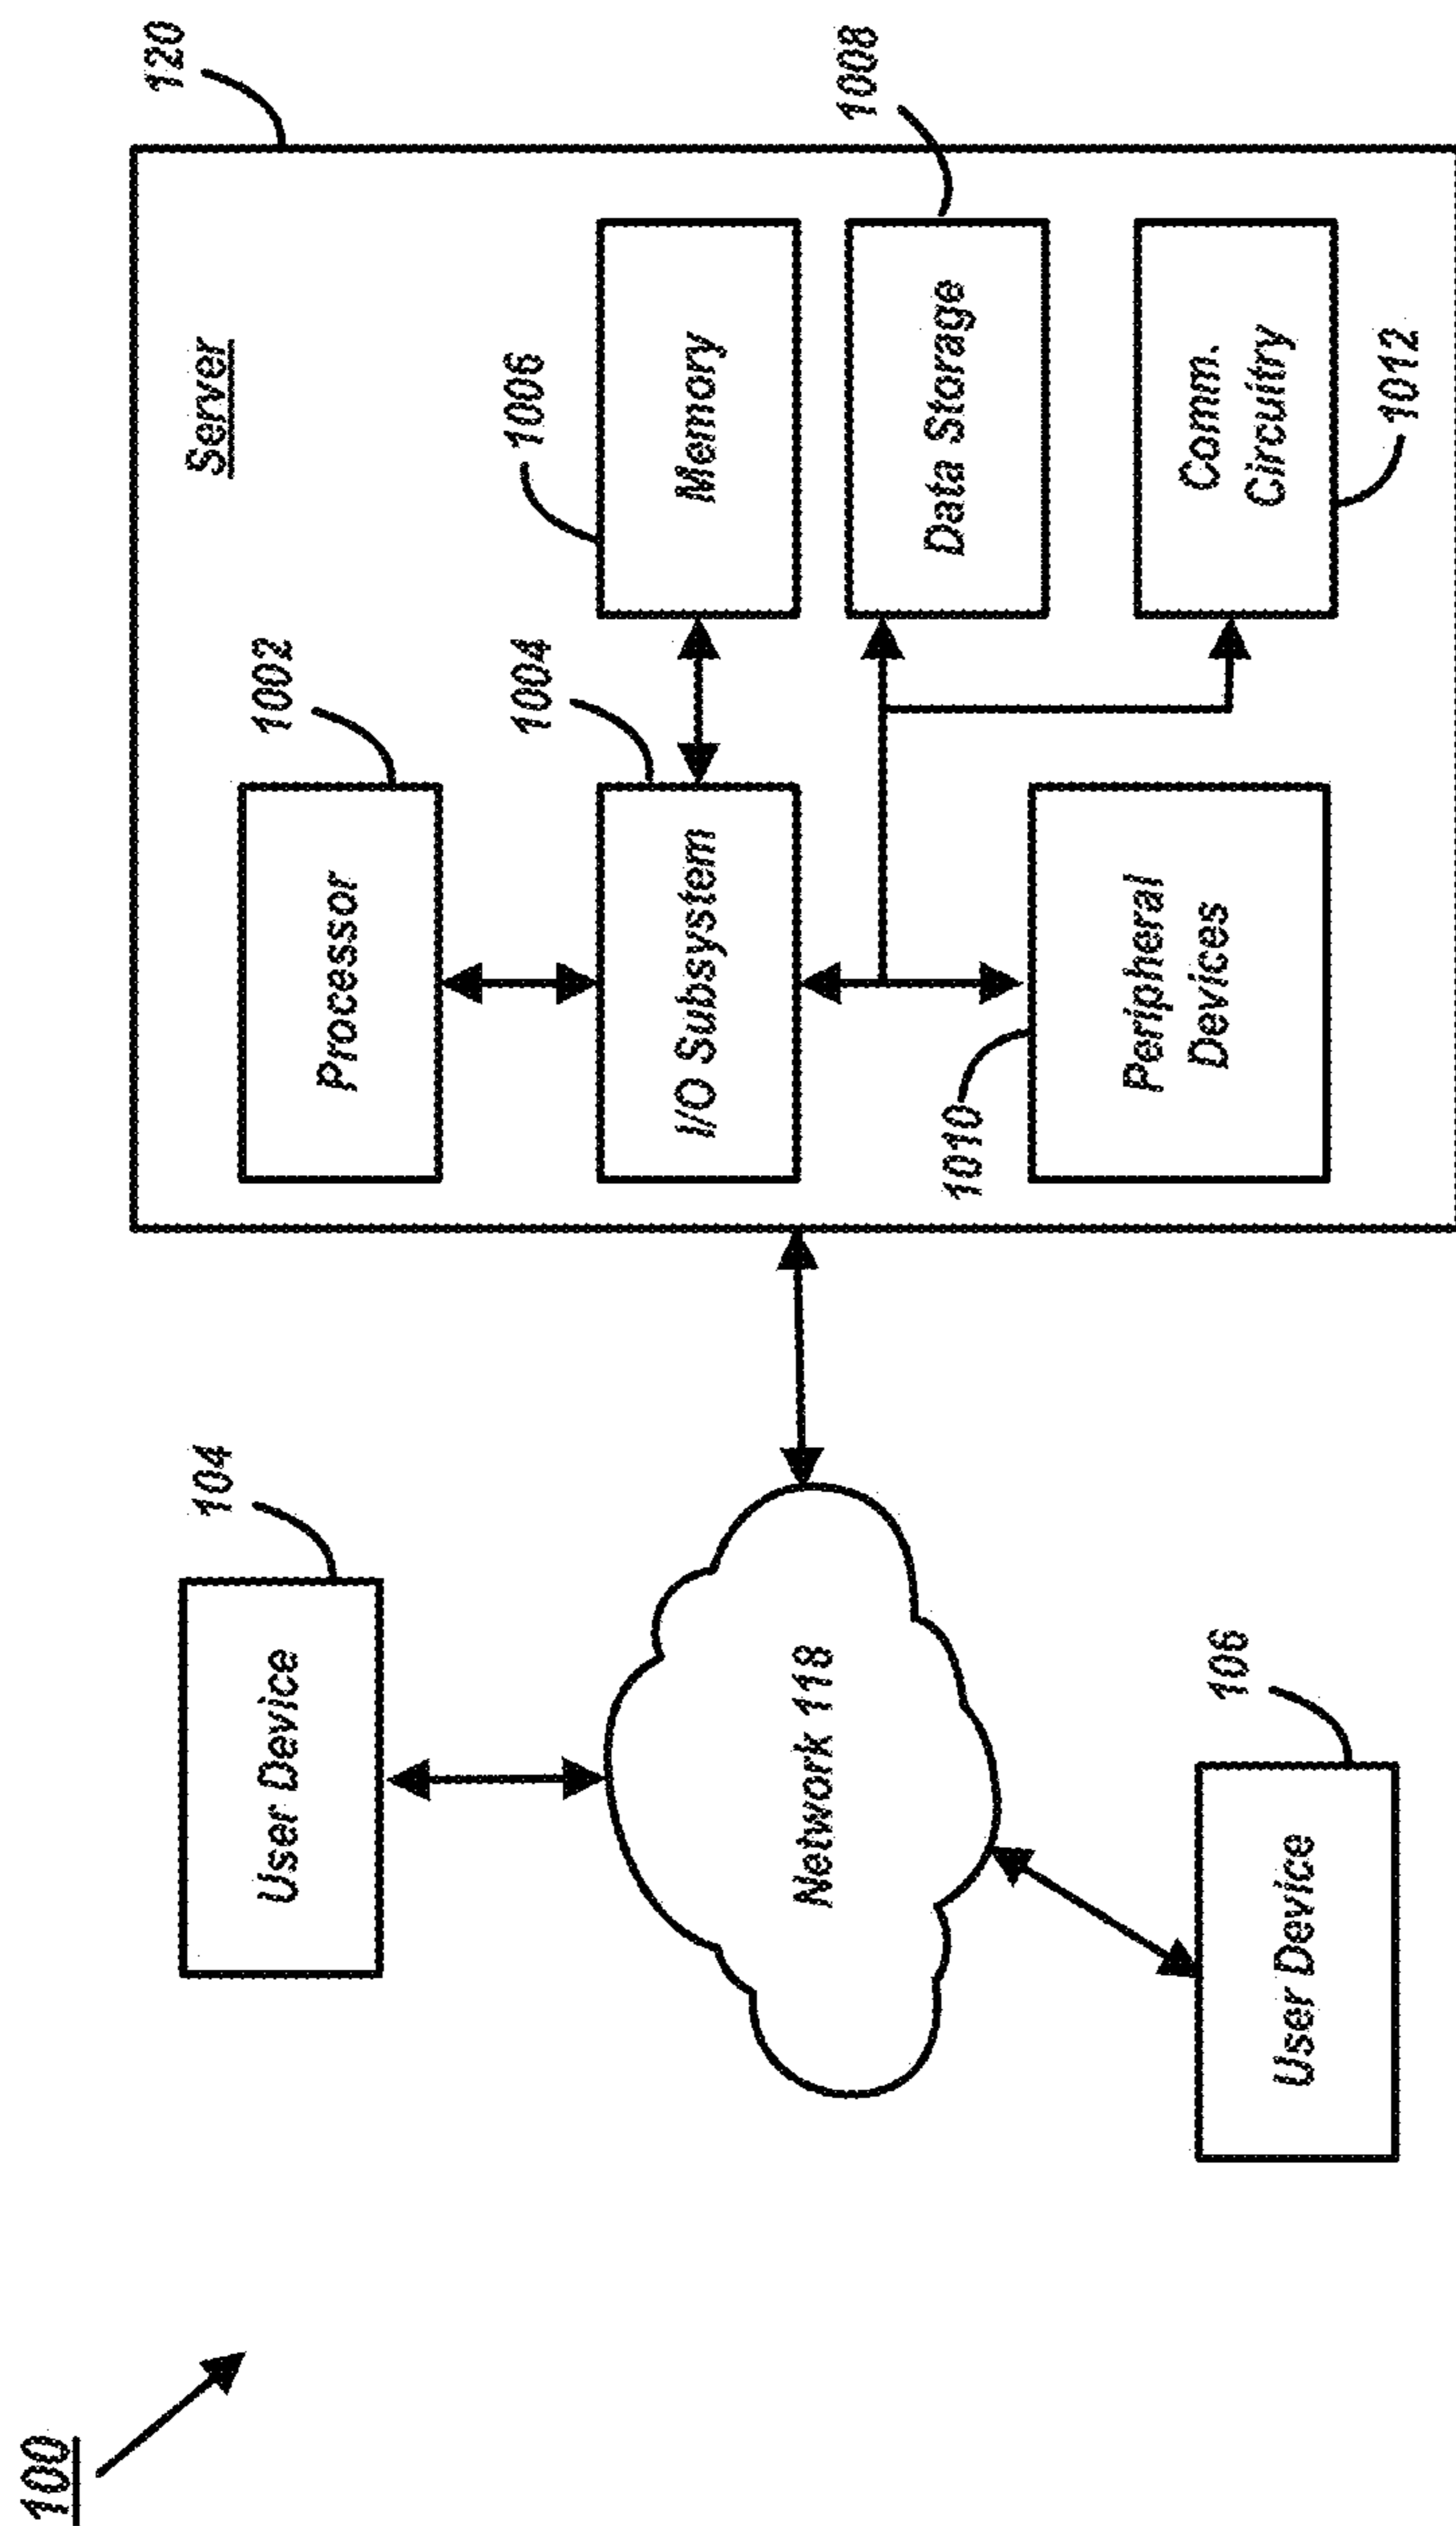 100
User Device
104
Network 118
User Device
106
Server
120
Processor
1002
I/O Subsystem
1004
Memory
1006
Data Storage
1008
Peripheral
Devices
1010
Comm.
Circuitry
1012